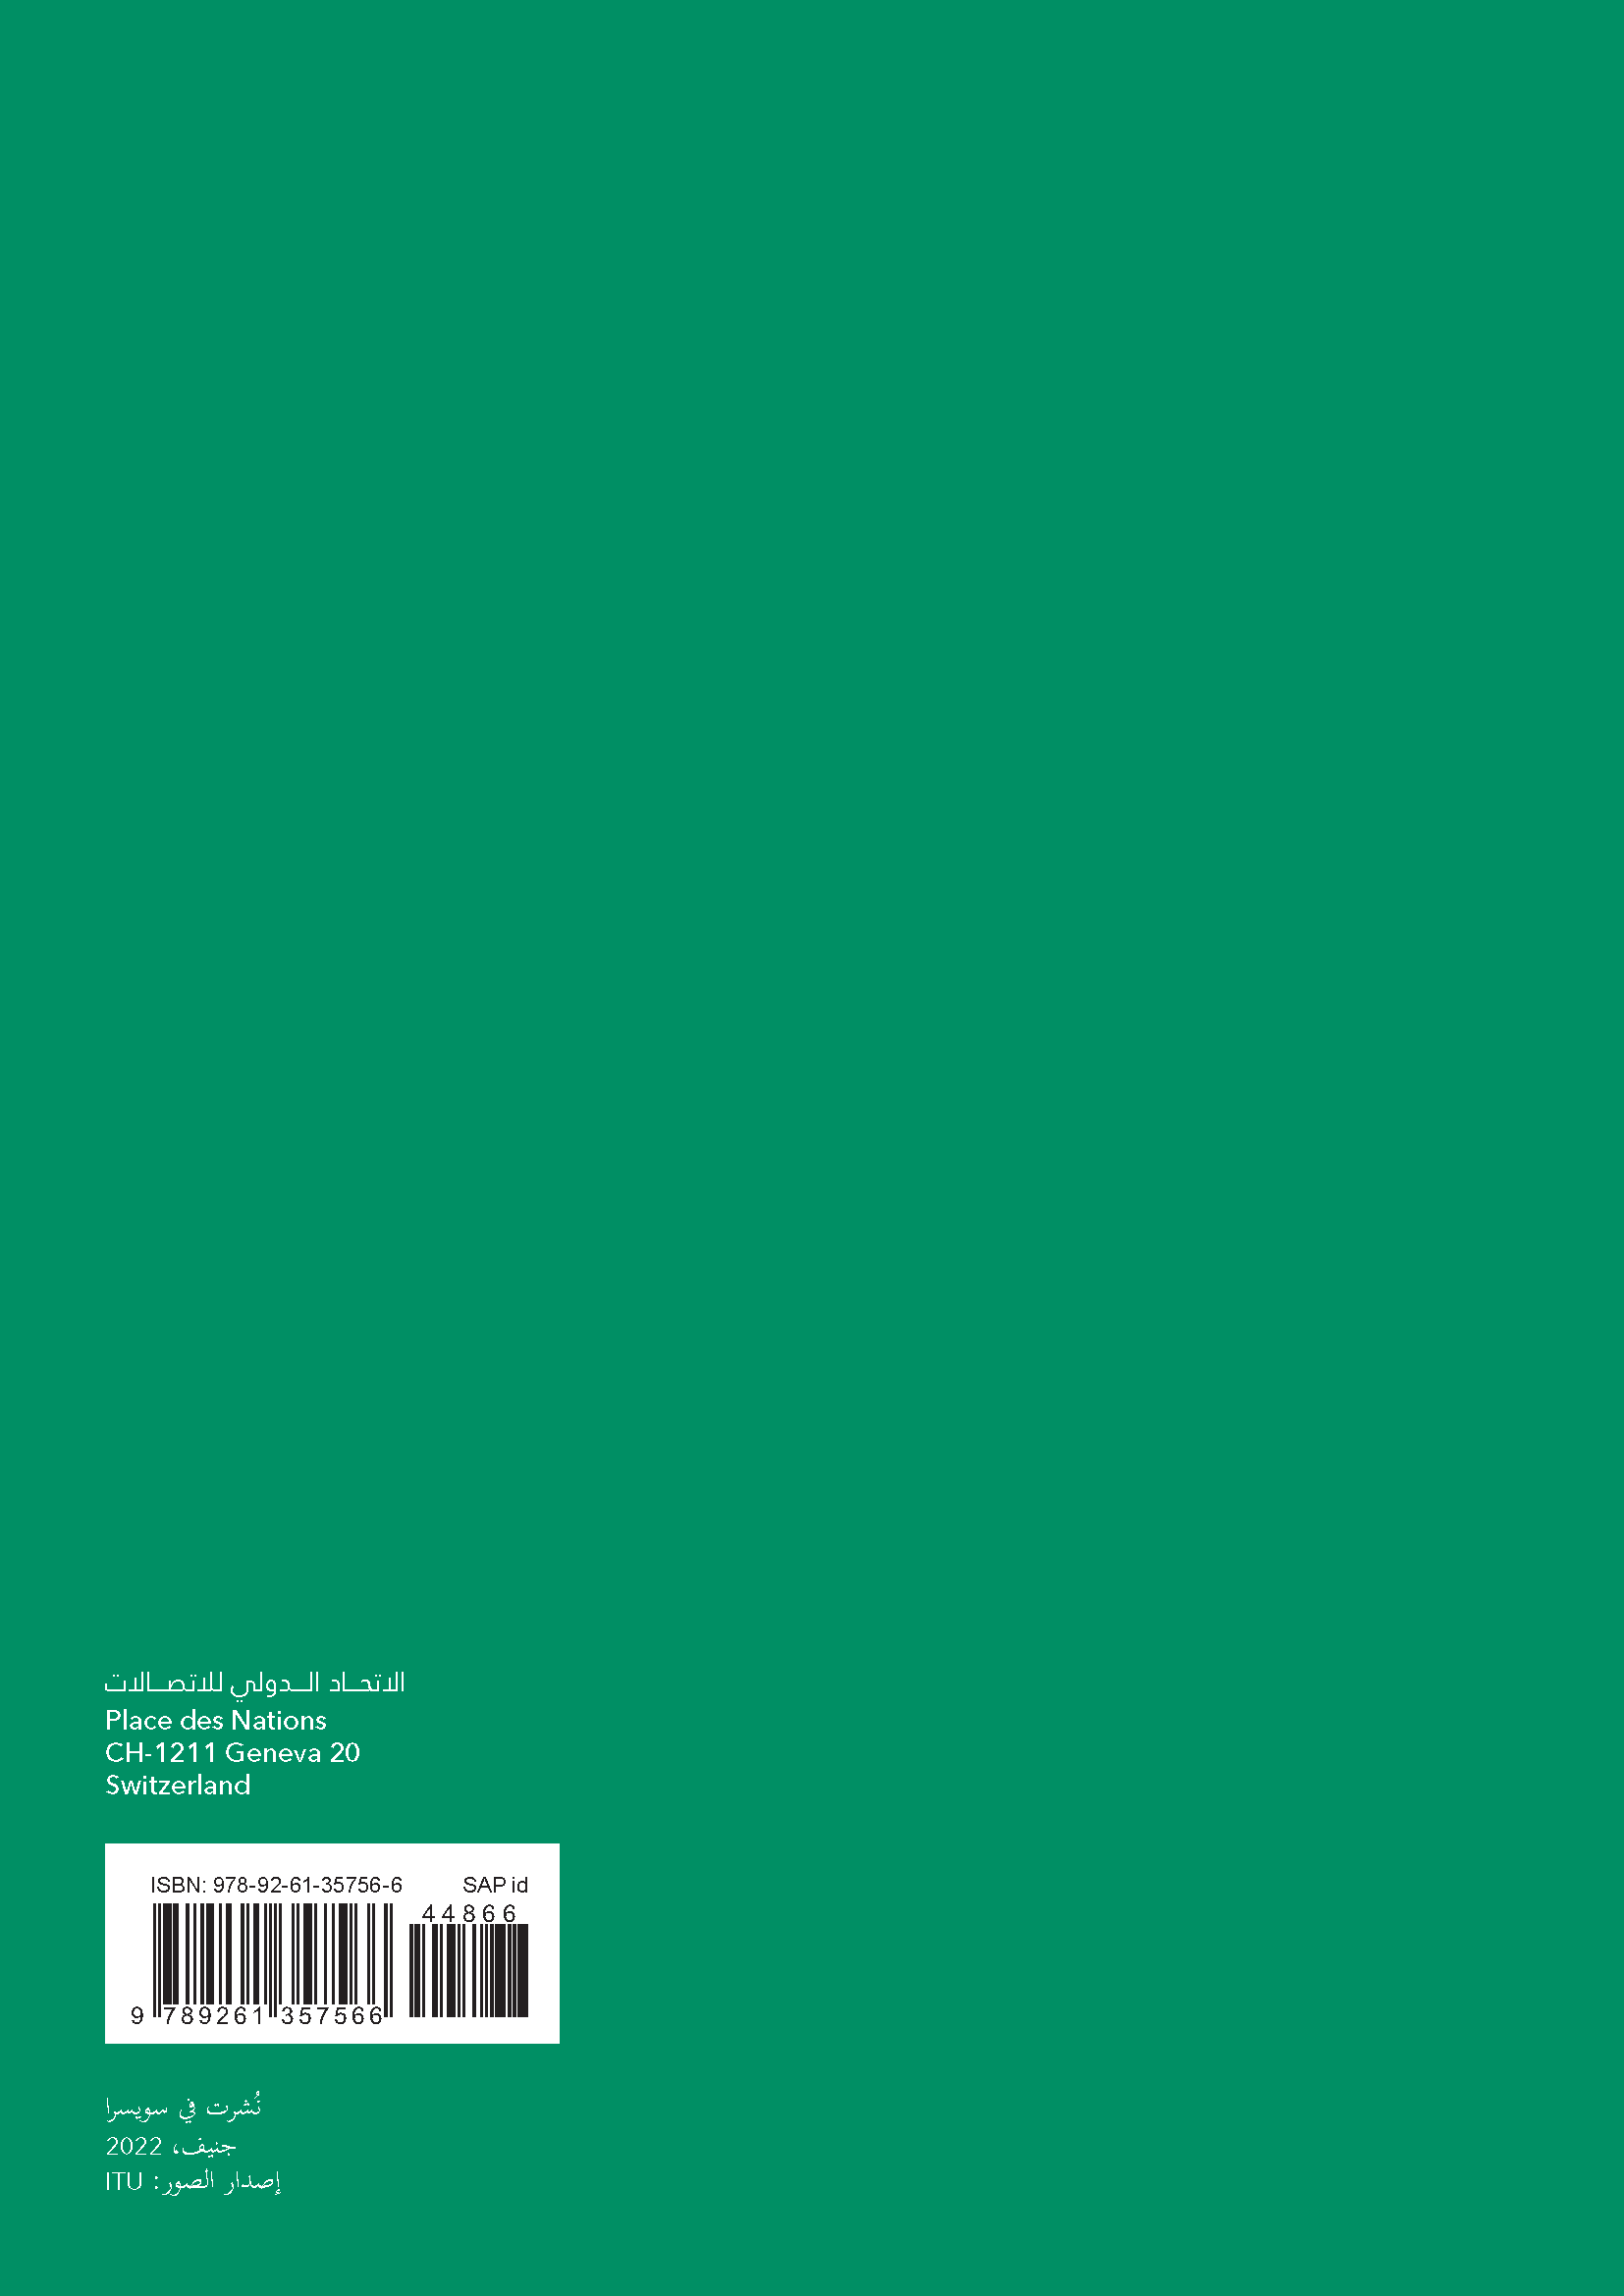 الاتحـاد الـدولي للاتصـالات
Place des Nations
CH-1211 Geneva 20
Switzerland
ISBN: 978-92-61-35756-6 SAP id
44866
9 789261 357566
نُشرت في سويسرا
جنيف، 2022
إصدار الصور: ITU